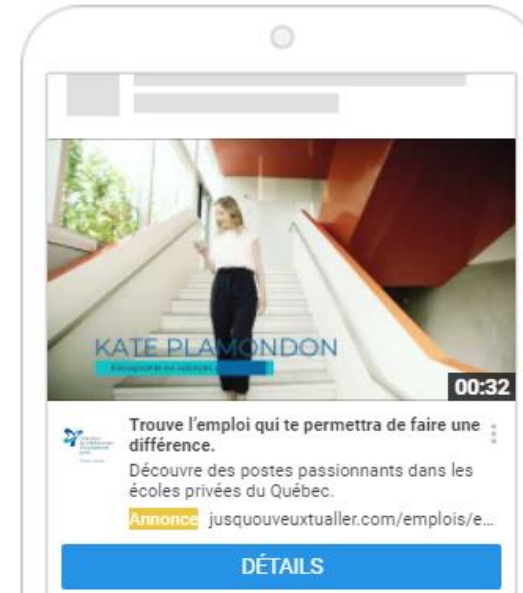 KATE PLAMONDON
00:32
Trouve l'emploi qui te permettra de faire une
différence.
Découvre des postes passionnants dans les
écoles privées du Québec.
Annonce jusquouveuxtualler.com/emplois/e...
DÉTAILS